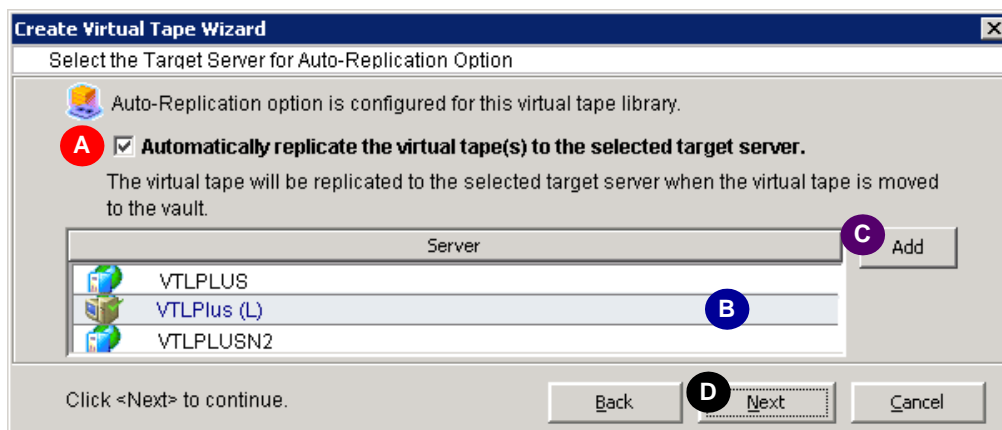 Create Virtual Tape Wizard
Select the Target Server for Auto-Replication Option
Auto-Replication option is configured for this virtual tape library.
A
Automatically replicate the virtual tape(s) to the selected target server.
The virtual tape will be replicated to the selected target server when the virtual tape is moved
to the vault.
Server
C
Add
VTLPLUS
VTLPlus (L)
B
VTLPLUSN2
Click <Next> to continue.
Back
D
Next
Cancel